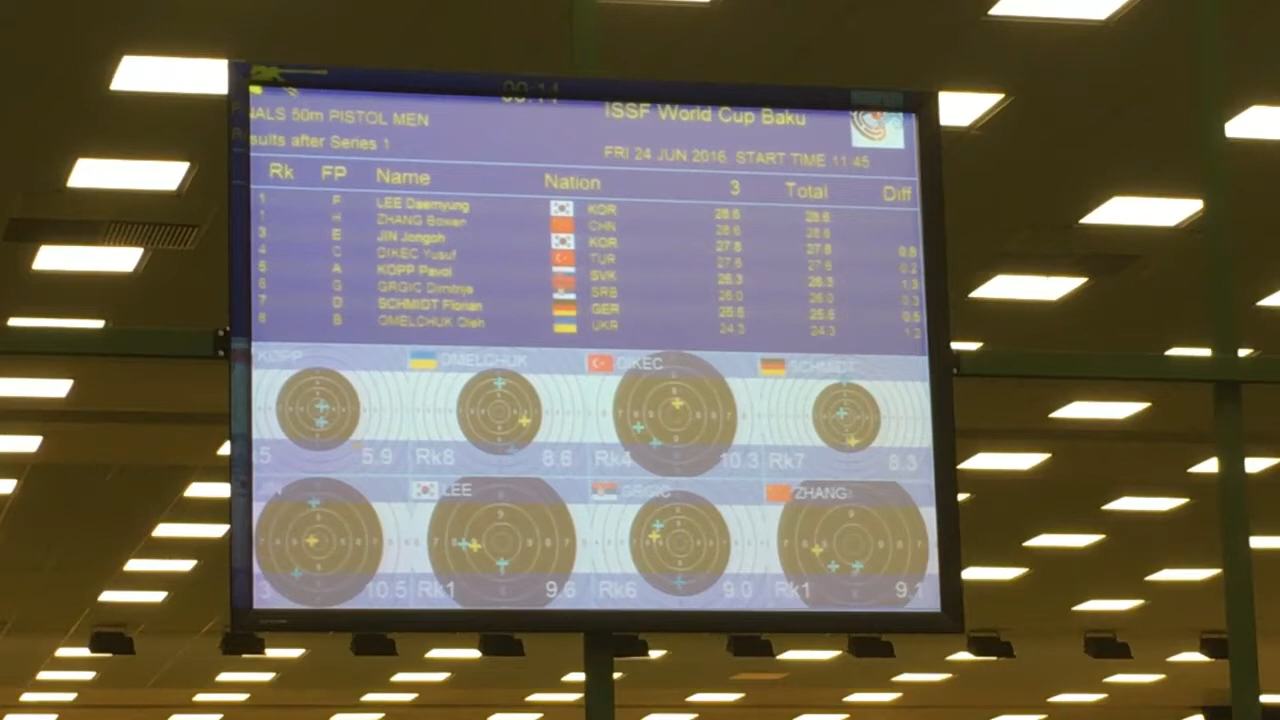 00:11
NALS 50m PISTOL MEN ISSF World Cup Baku
sults after Series 1 FRI 24 JUN 2016, START TIME 11:45
Rk FP Name Nation 3 Total Diff
1 F LEE Daemyung KOR 28.6 28.6
1 H ZHANG Bowen CHN 28.6 28.6
3 E JIN Jongoh KOR 27.8 27.8 0.8
4 C DIKEC Yusuf TUR 27.6 27.6 0.2
5 A KOPP Pavol SVK 26.3 26.3 1.3
6 G GRGIC Dimitrije SRB 26.0 26.0 0.3
7 D SCHMIDT Florian GER 25.5 25.5 0.5
8 B OMELCHUK Oleh UKR 24.3 24.3 1.2
KOPP OMELCHUK DIKEC SCHMIDT
5 5.9 Rk8 8.6 Rk4 10.3 Rk7 8.3
LEE GRGIC ZHANG
3 10.5 Rk1 9.6 Rk6 9.0 Rk1 9.1